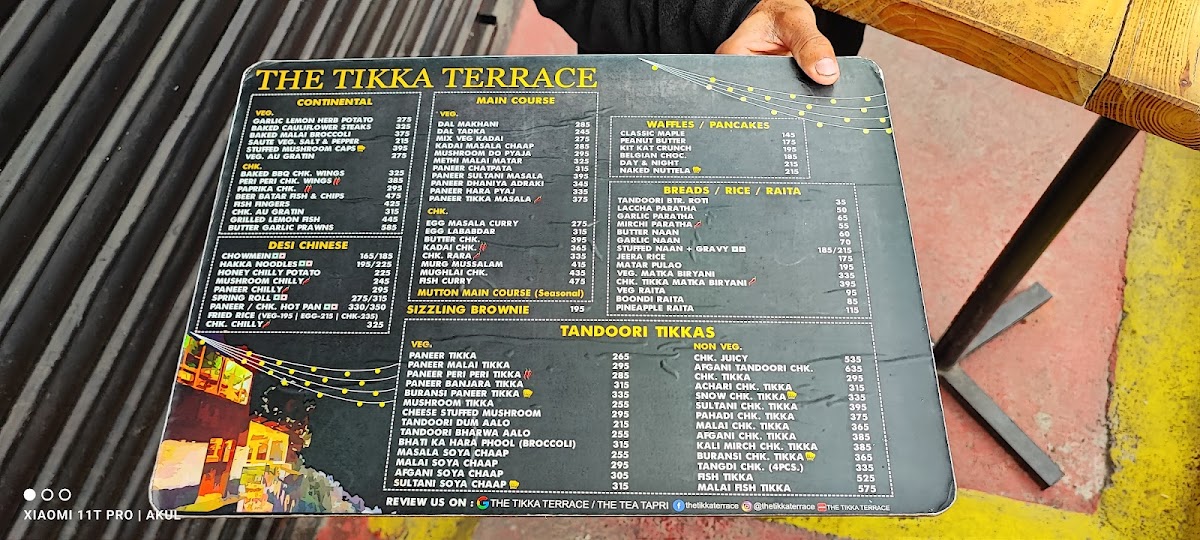 THE TIKKA TERRACE
CONTINENTAL
VEG.
GARLIC LEMON HERB POTATO 275
BAKED CAULIFLOWER STEAKS 325
BAKED MALAI BROCCOLI 375
SAUTE VEG. SALT & PEPPER 215
STUFFED MUSHROOM CAPS 395
VEG. AU GRATIN 275
CHK.
BAKED BBQ CHK. WINGS 325
PERI PERI CHK. WINGS 385
PAPRIKA CHK. 295
BEER BATAR FISH & CHIPS 475
FISH FINGERS 425
CHK. AU GRATIN 315
GRILLED LEMON FISH 445
BUTTER GARLIC PRAWNS 585
DESI CHINESE
CHOWMEIN 165/185
HAKKA NOODLES 195/225
HONEY CHILLY POTATO 225
MUSHROOM CHILLY 245
PANEER CHILLY 295
SPRING ROLL 275/315
PANEER / CHK. HOT PAN 330/350
FRIED RICE (VEG-195 | EGG-215 | CHK-235)
CHK. CHILLY 325
MAIN COURSE
VEG.
DAL MAKHANI 285
DAL TADKA 245
MIX VEG KADAI 275
KADAI MASALA CHAAP 285
MUSHROOM DO PYAJA 295
METHI MALAI MATAR 325
PANEER CHATPATA 315
PANEER SULTANI MASALA 395
PANEER DHANIYA ADRAKI 345
PANEER HARA PYAJ 335
PANEER TIKKA MASALA 375
CHK.
EGG MASALA CURRY 275
EGG LABABDAR 315
BUTTER CHK. 395
KADAI CHK. 365
CHK. RARA 335
MURG MUSSALAM 415
MUGHLAI CHK. 435
FISH CURRY 475
MUTTON MAIN COURSE (Seasonal)
SIZZLING BROWNIE 195
WAFFLES / PANCAKES
CLASSIC MAPLE 145
PEANUT BUTTER 175
KIT KAT CRUNCH 195
BELGIAN CHOC. 185
DAY & NIGHT 215
NAKED NUTTELA 215
BREADS / RICE / RAITA
TANDOORI BTR. ROTI 35
LACCHA PARATHA 50
GARLIC PARATHA 65
MIRCHI PARATHA 55
BUTTER NAAN 60
GARLIC NAAN 70
STUFFED NAAN + GRAVY 185/215
JEERA RICE 175
MATAR PULAO 195
VEG. MATKA BIRYANI 335
CHK. TIKKA MATKA BIRYANI 395
VEG RAITA 95
BOONDI RAITA 85
PINEAPPLE RAITA 115
TANDOORI TIKKAS
VEG.
PANEER TIKKA 265
PANEER MALAI TIKKA 295
PANEER PERI PERI TIKKA 285
PANEER BANJARA TIKKA 315
BURANSI PANEER TIKKA 335
MUSHROOM TIKKA 255
CHEESE STUFFED MUSHROOM 295
TANDOORI DUM AALO 215
TANDOORI BHARWA AALO 255
BHATI KA HARA PHOOL (BROCCOLI) 315
MASALA SOYA CHAAP 255
MALAI SOYA CHAAP 295
AFGANI SOYA CHAAP 305
SULTANI SOYA CHAAP 315
NON VEG.
CHK. JUICY 535
AFGANI TANDOORI CHK. 635
CHK. TIKKA 295
ACHARI CHK. TIKKA 315
SNOW CHK. TIKKA 335
SULTANI CHK. TIKKA 395
PAHADI CHK. TIKKA 375
MALAI CHK. TIKKA 365
AFGANI CHK. TIKKA 385
KALI MIRCH CHK. TIKKA 385
BURANSI CHK. TIKKA 365
TANGDI CHK. (4PCS.) 335
FISH TIKKA 525
MALAI FISH TIKKA 575
REVIEW US ON : THE TIKKA TERRACE / THE TEA TAPRI thetikkaterrace @thetikkaterrace THE TIKKA TERRACE
XIAOMI 11T PRO | AKUL